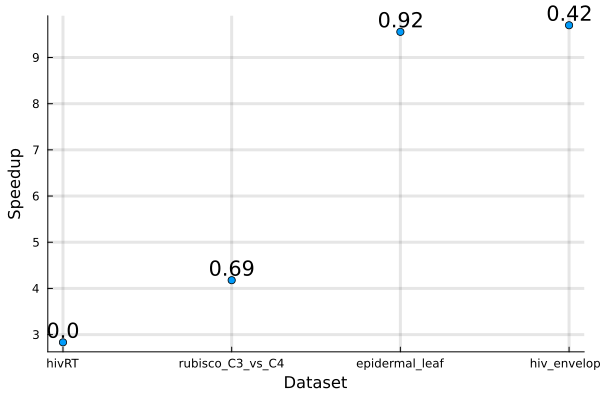 0.92
0.42
9
8
7
6
5
4
3
0.69
0.0
Speedup
hivRT
rubisco_C3_vs_C4
epidermal_leaf
hiv_envelop
Dataset